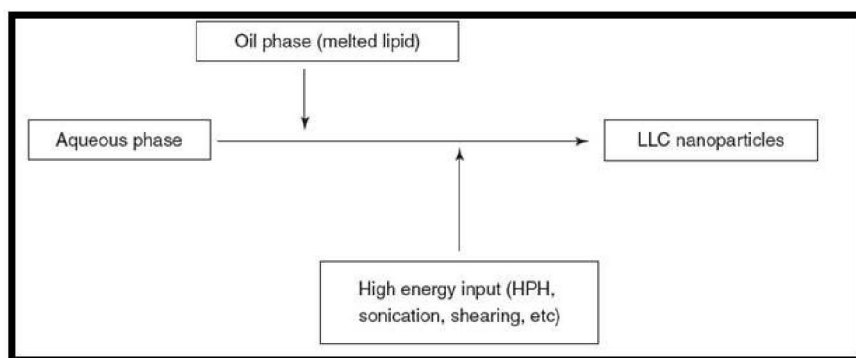 Oil phase (melted lipid)
Aqueous phase
LLC nanoparticles
High energy input (HPH,
sonication, shearing, etc)